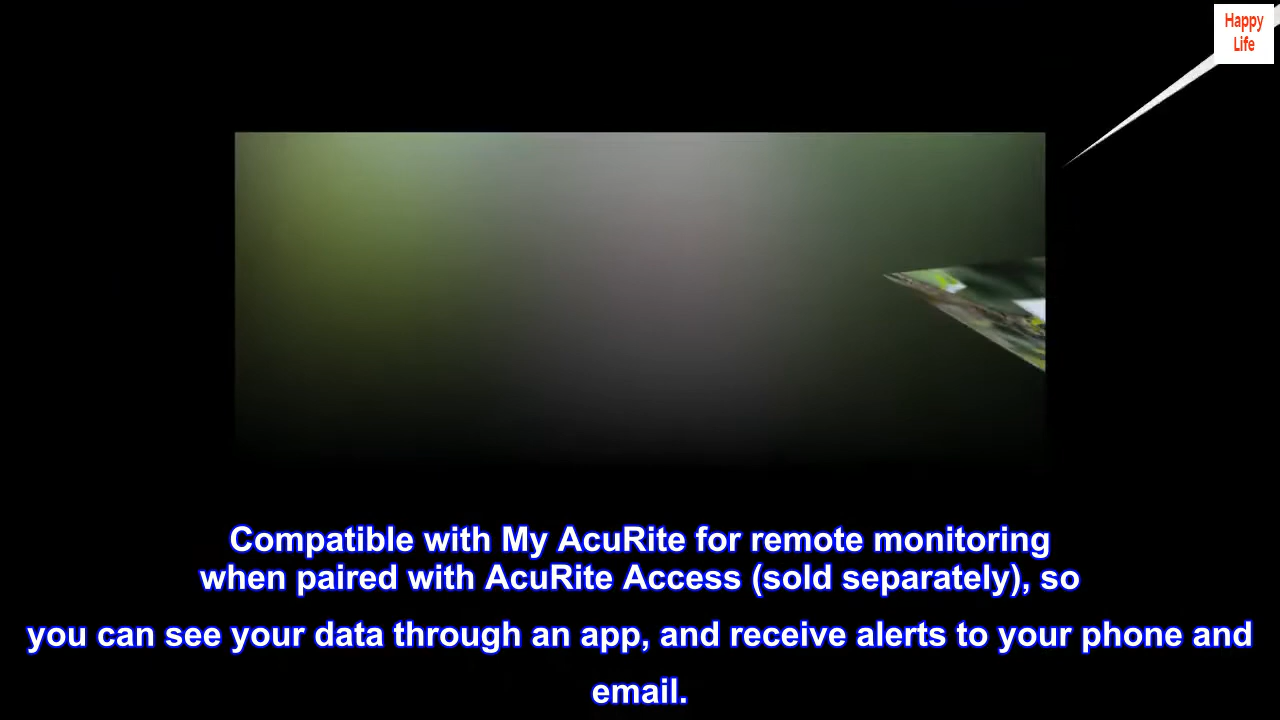 Happy
Life
Compatible with My AcuRite for remote monitoring
when paired with AcuRite Access (sold separately), so
you can see your data through an app, and receive alerts to your phone and
email.